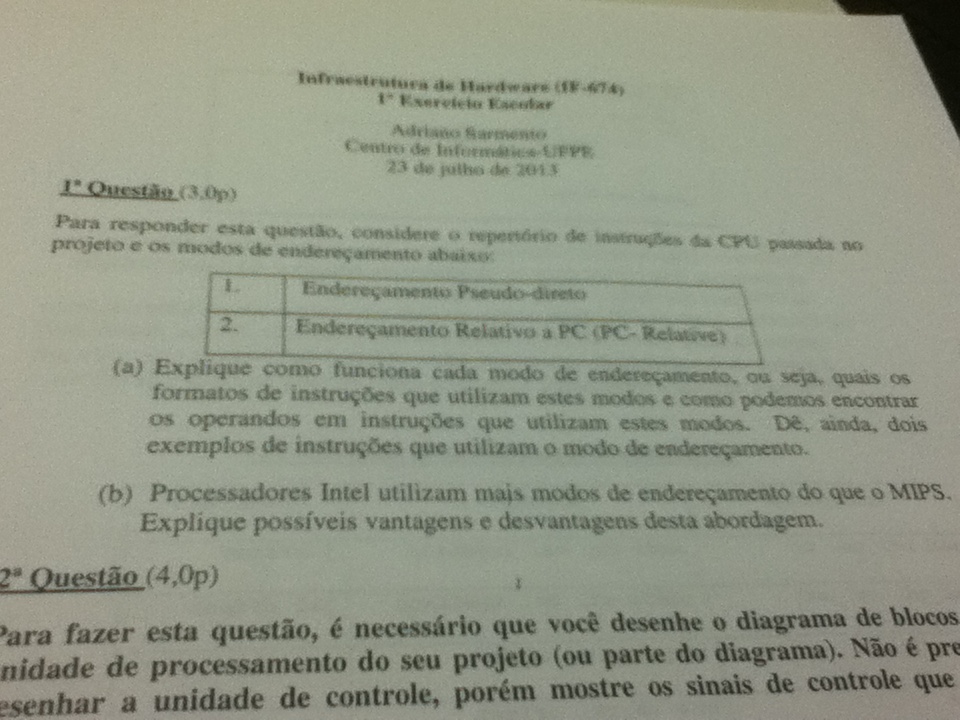 Infraestrutura de Hardware (IF-674)
1º Exercício Escolar
Adriano Sarmento
Centro de Informática-UFPE
23 de julho de 2013
1ª Questão (3,0p)
Para responder esta questão, considere o repertório de instruções da CPU passada no
projeto e os modos de endereçamento abaixo:
1. Endereçamento Pseudo-direto
2. Endereçamento Relativo a PC (PC- Relative)
(a) Explique como funciona cada modo de endereçamento, ou seja, quais os
formatos de instruções que utilizam estes modos e como podemos encontrar
os operandos em instruções que utilizam estes modos. Dê, ainda, dois
exemplos de instruções que utilizam o modo de endereçamento.
(b) Processadores Intel utilizam mais modos de endereçamento do que o MIPS.
Explique possíveis vantagens e desvantagens desta abordagem.
2ª Questão (4,0p)
Para fazer esta questão, é necessário que você desenhe o diagrama de blocos
nidade de processamento do seu projeto (ou parte do diagrama). Não é pre
esenhar a unidade de controle, porém mostre os sinais de controle que